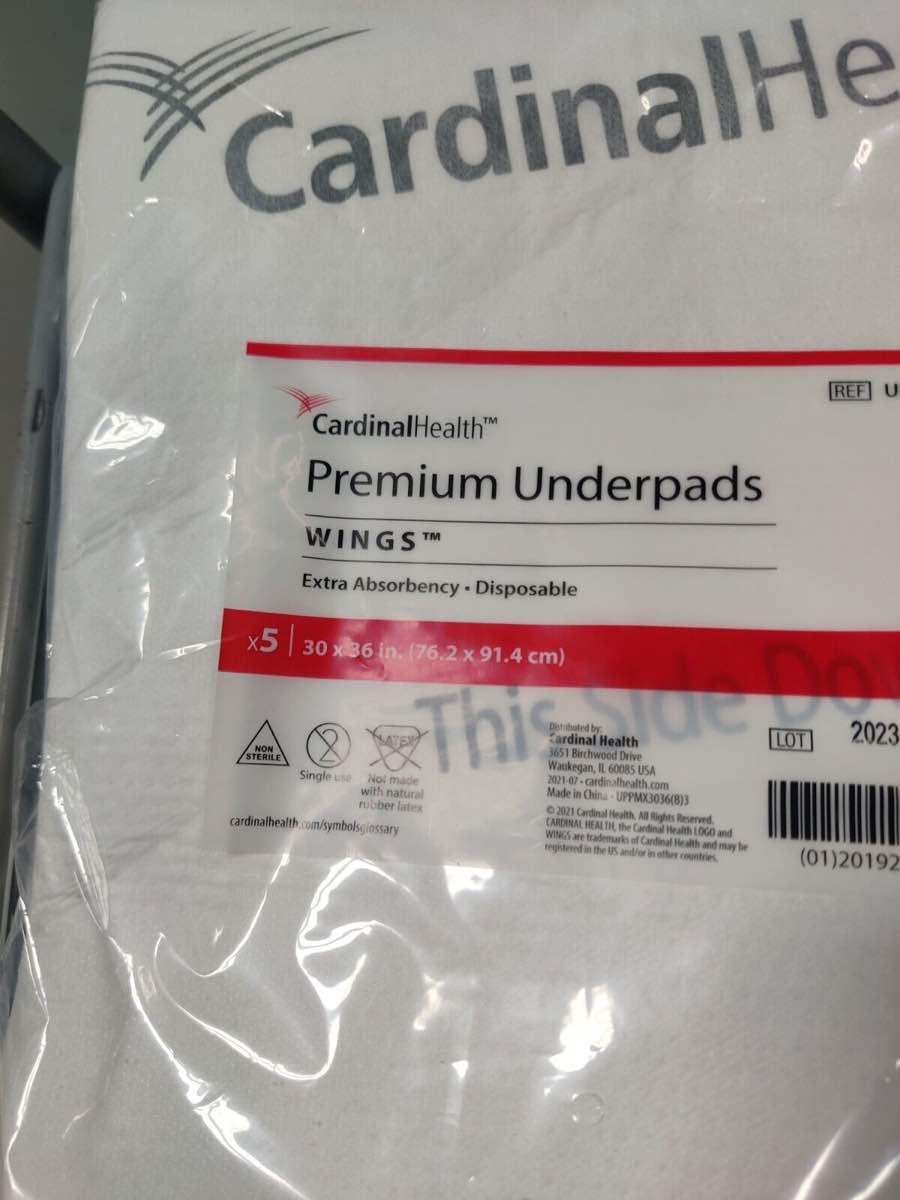 CardinalHe
CardinalHealth™
REF U
Premium Underpads
WINGS™
Extra Absorbency • Disposable
x5 | 30 x 36 in. (76.2 x 91.4 cm)
This Side Do
NON
STERILE
2
Single use
LATEX
Not made
with natural
rubber latex
cardinalhealth.com/symbolsglossary
Distributed by:
Cardinal Health
3651 Birchwood Drive
Waukegan, IL 60085 USA
2021-07 • cardinalhealth.com
Made in China • UPPMX3036(B)3
© 2021 Cardinal Health. All Rights Reserved.
CARDINAL HEALTH, the Cardinal Health LOGO and
WINGS are trademarks of Cardinal Health and may be
registered in the US and/or in other countries.
LOT 2023
(01)20192